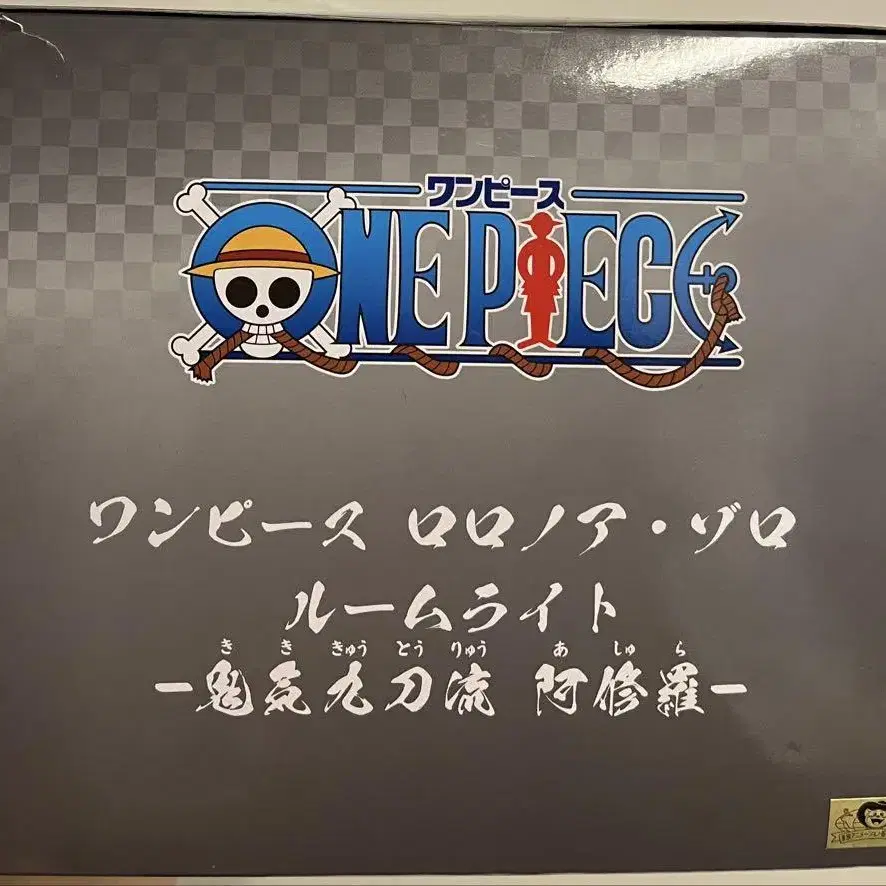 ワンピース
ONE PIECE
ワンピース ロロノア・ゾロ
ルームライト
き き きゅう とう りゅう あ しゅ ら
－鬼気九刀流 阿修羅－